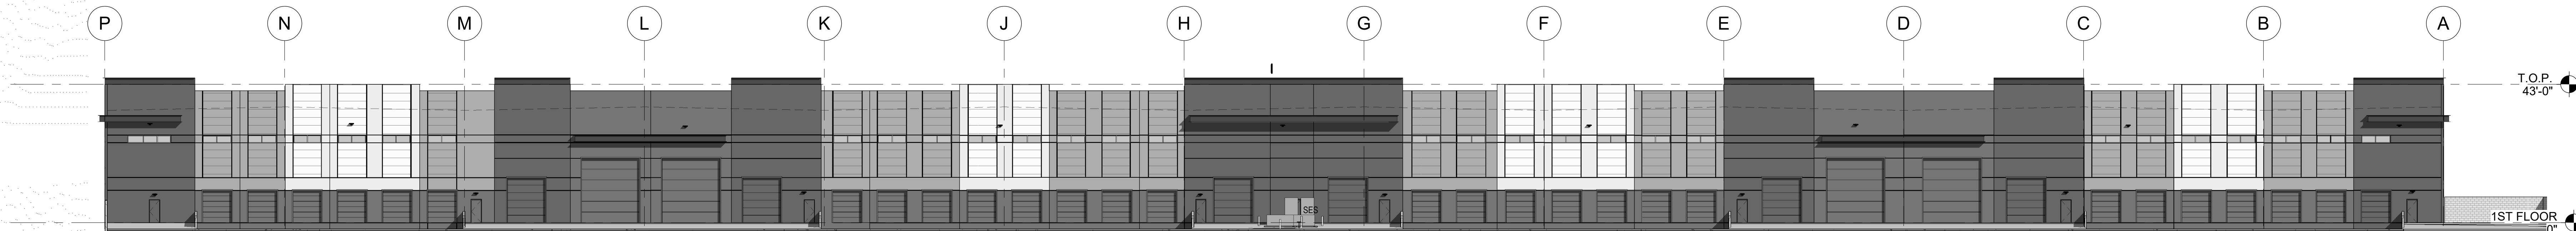 P N M L K J H G F E D C B A
I
T.O.P.
43'-0"
SES
1ST FLOOR
0"